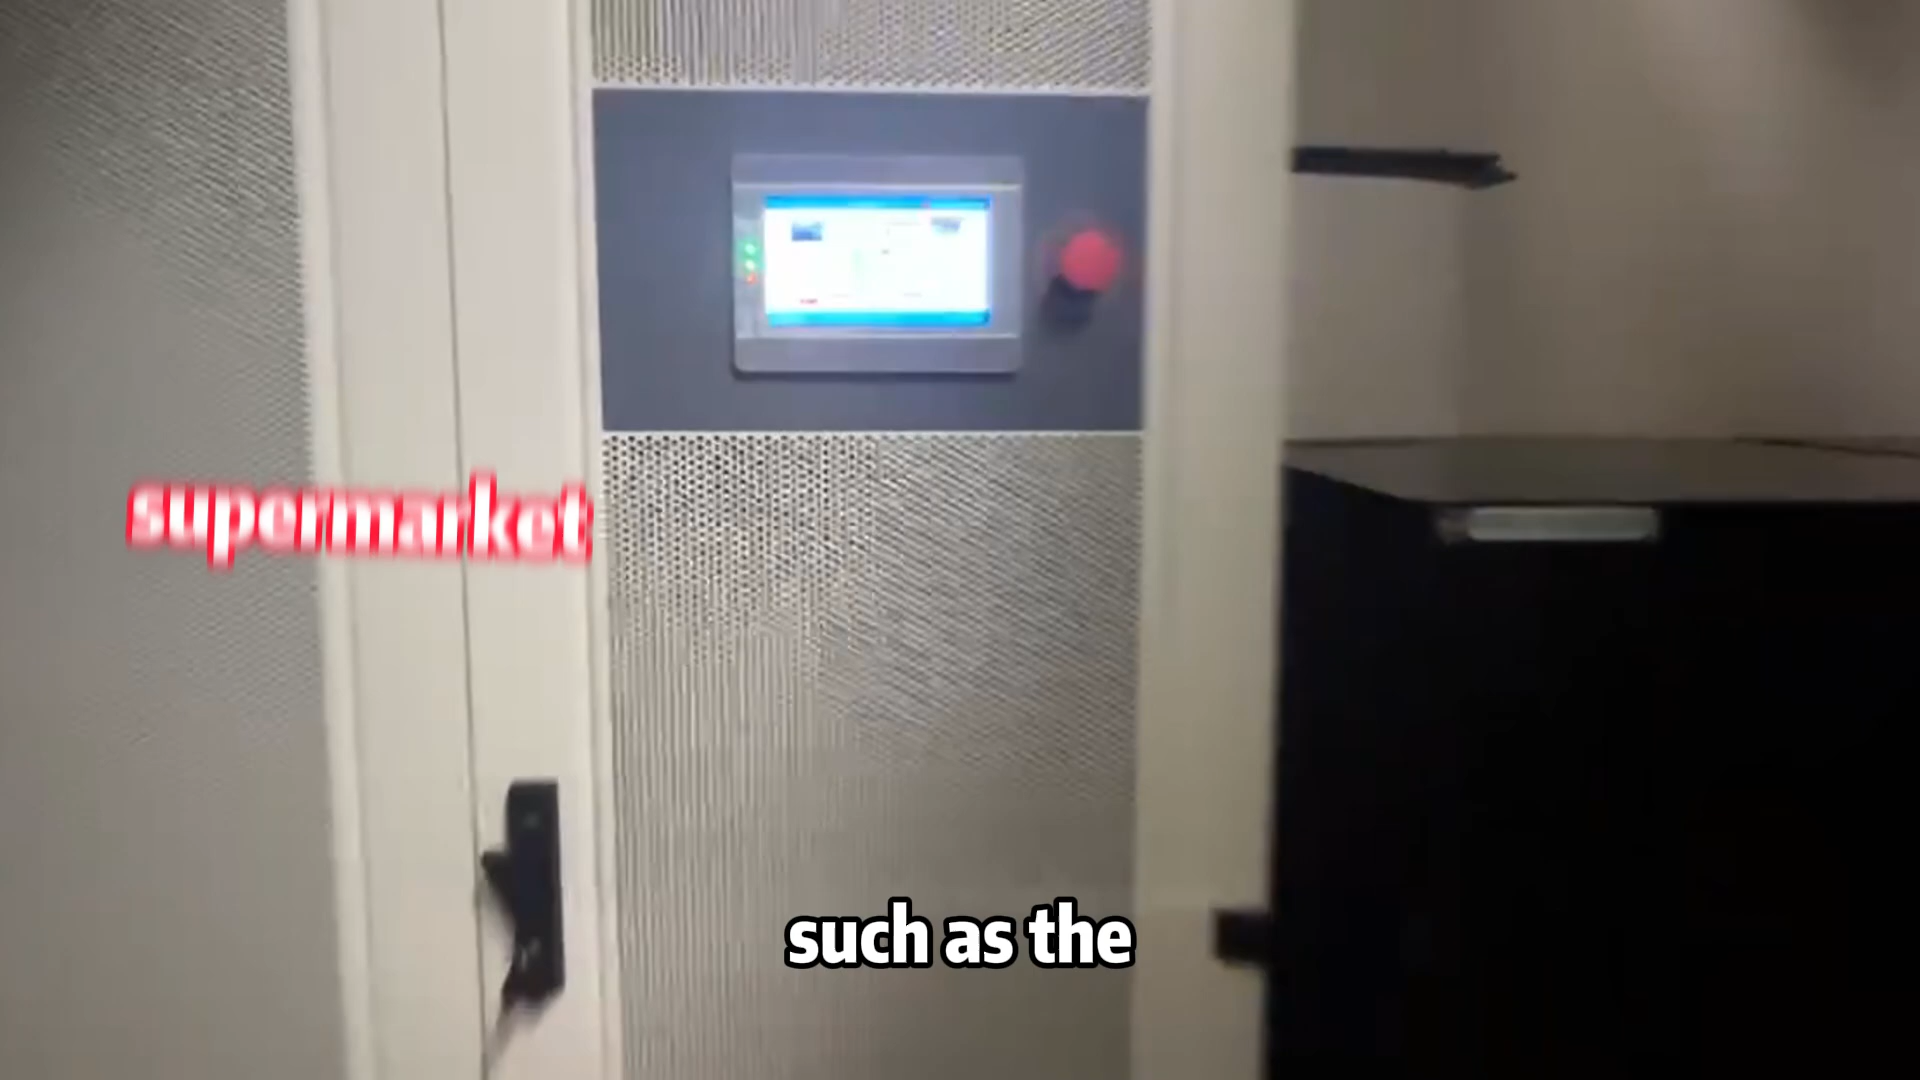 supermarket
such as the